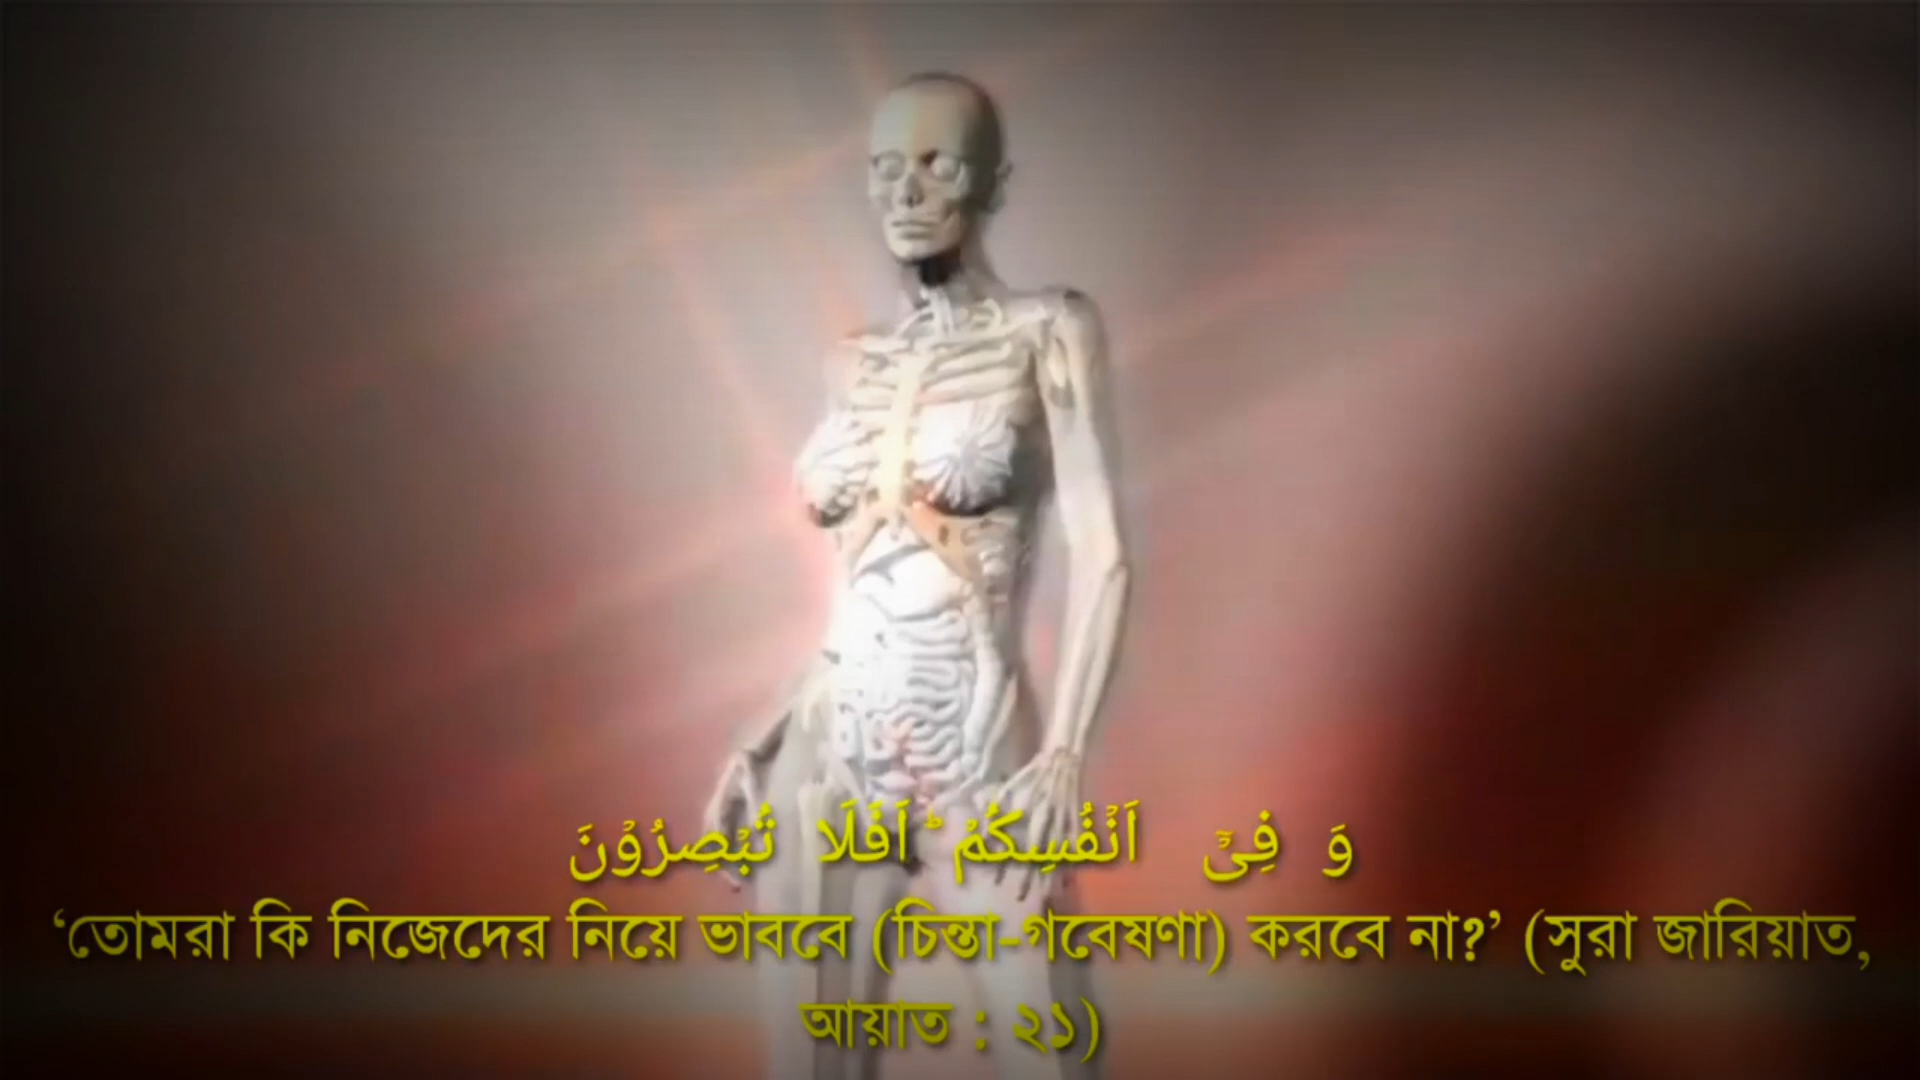 وَ فِىْۤ اَنْفُسِكُمْ ؕ اَفَلَا تُبْصِرُوْنَ
‘তোমরা কি নিজেদের নিয়ে ভাববে (চিন্তা-গবেষণা) করবে না?’ (সুরা জারিয়াত,
আয়াত : ২১)